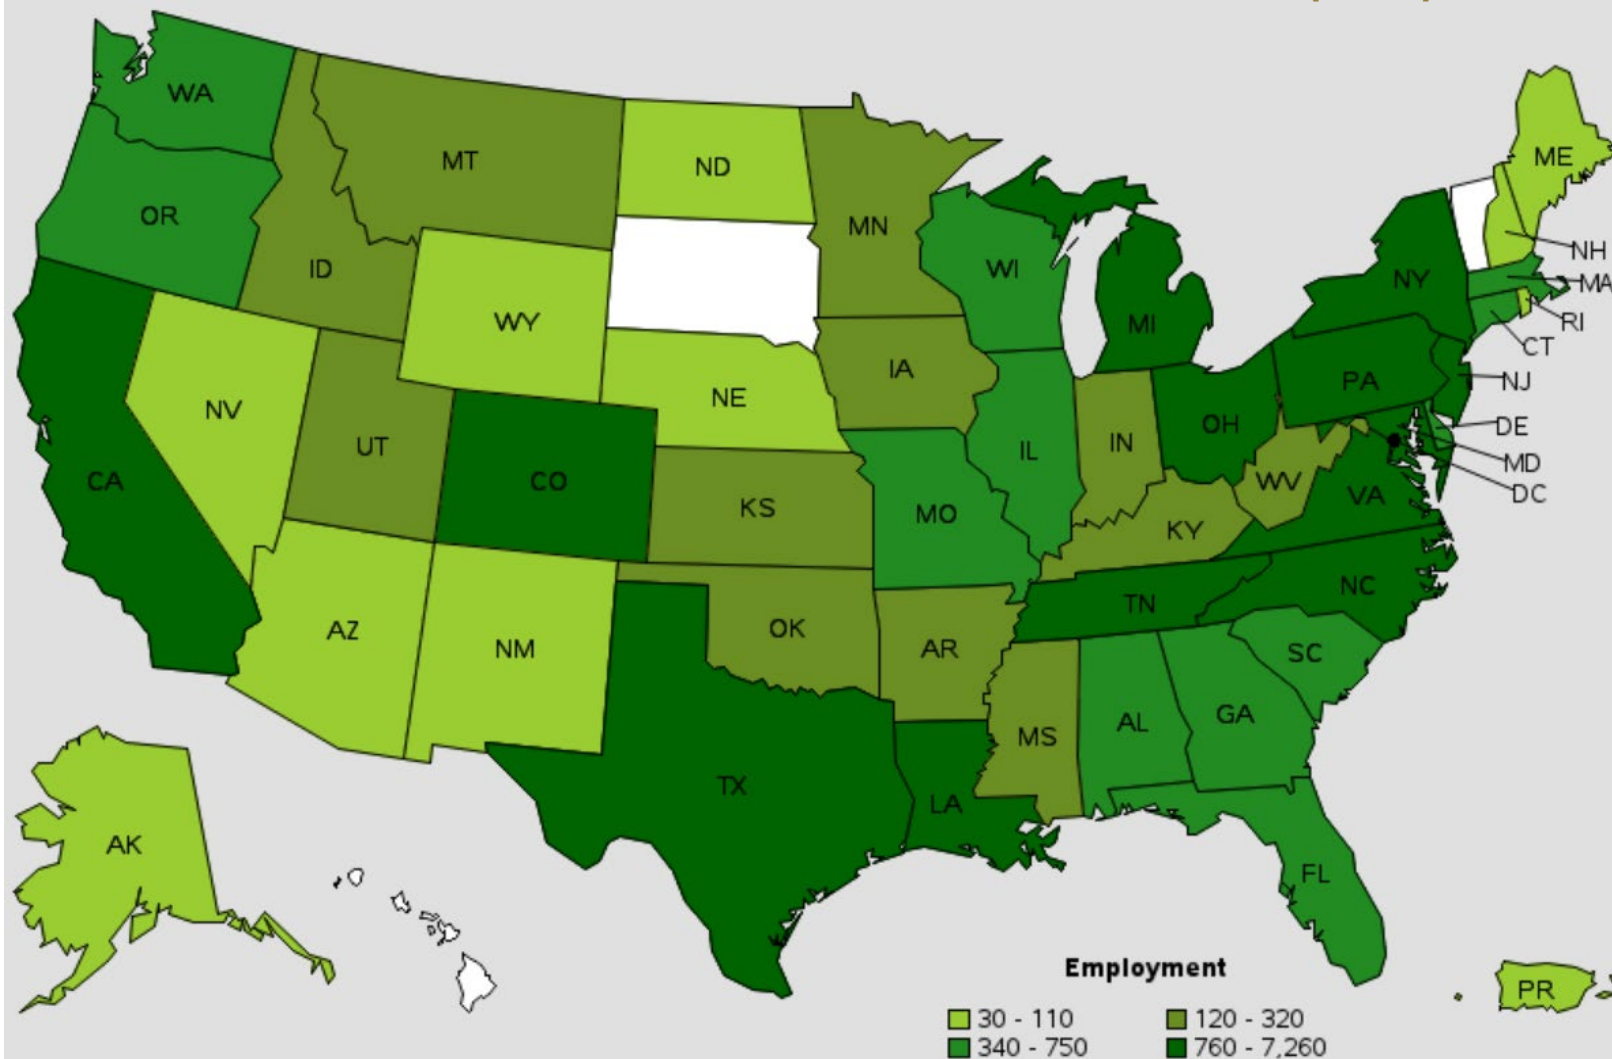 WA
MT
ND
ME
OR
MN
NH
ID
WI
NY
MA
WY
MI
RI
CT
IA
PA
NJ
NV
NE
OH
DE
UT
IN
IL
MD
CA
CO
WV
DC
KS
MO
VA
KY
NC
TN
AZ
OK
NM
AR
SC
GA
AL
MS
TX
LA
AK
FL
PR
Employment
30 - 110
120 - 320
340 - 750
760 - 7,260